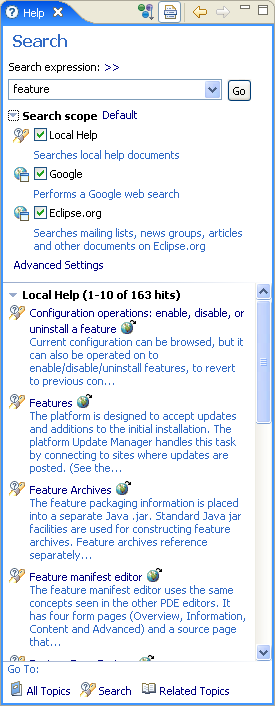 Help
Search
Search expression: >>
feature
Go
Search scope Default
Local Help
Searches local help documents
Google
Performs a Google web search
Eclipse.org
Searches mailing lists, news groups, articles
and other documents on Eclipse.org
Advanced Settings
Local Help (1-10 of 163 hits)
Configuration operations: enable, disable, or
uninstall a feature
Current configuration can be browsed, but it
can also be operated on to
enable/disable/uninstall features, to revert
to previous con...
Features
The platform is designed to accept updates
and additions to the initial installation. The
platform Update Manager handles this task
by connecting to sites where updates are
posted. (See the...
Feature Archives
The feature packaging information is placed
into a separate Java .jar. Standard Java jar
facilities are used for constructing feature
archives. Feature archives reference
separately...
Feature manifest editor
The feature manifest editor uses the same
concepts seen in the other PDE editors. It
has four form pages (Overview, Information,
Content and Advanced) and a source page
that...
Go To:
All Topics Search Related Topics